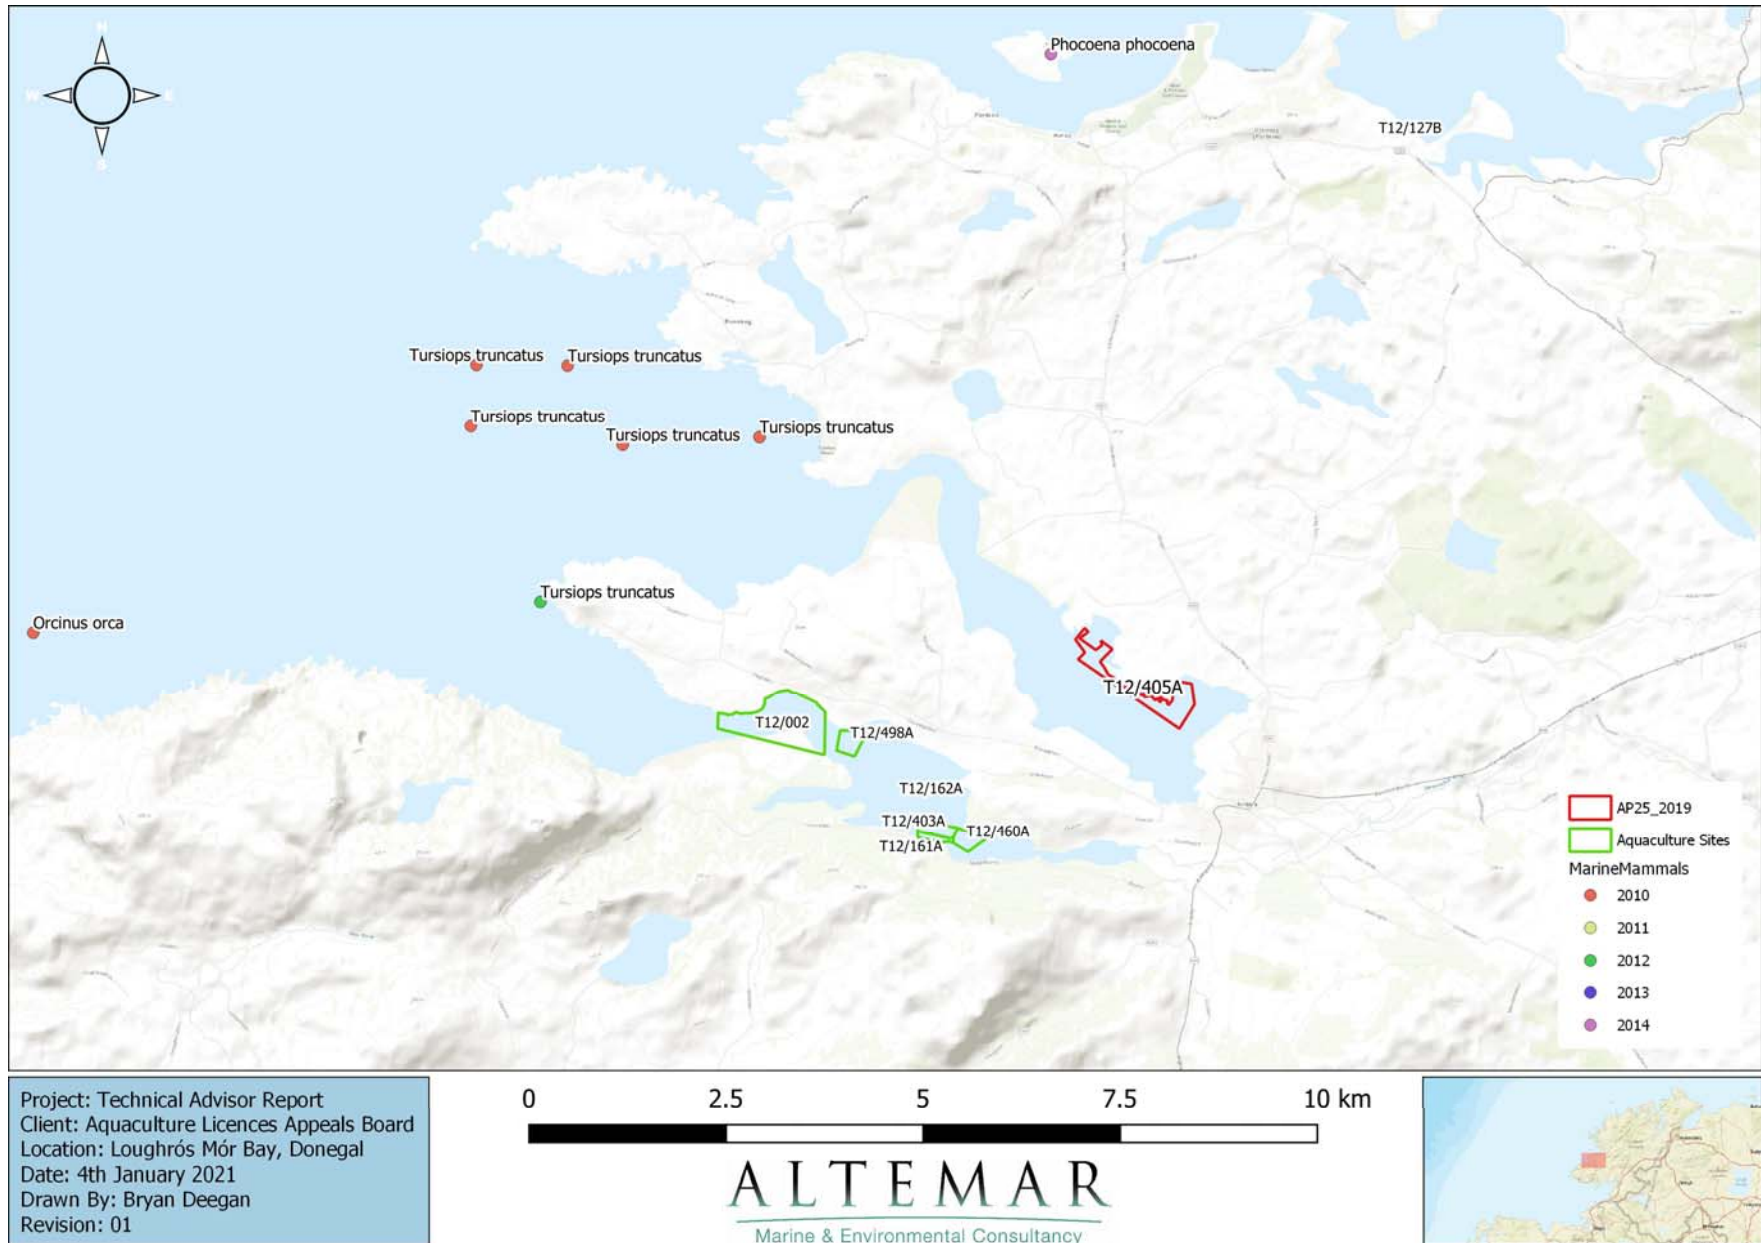 N
W
E
S
Phocoena phocoena
T12/127B
Tursiops truncatus
Tursiops truncatus
Tursiops truncatus
Tursiops truncatus
Tursiops truncatus
Tursiops truncatus
Orcinus orca
T12/405A
T12/002
T12/498A
T12/162A
T12/403A
T12/460A
T12/161A
AP25_2019
Aquaculture Sites
MarineMammals
2010
2011
2012
2013
2014
Project: Technical Advisor Report
Client: Aquaculture Licences Appeals Board
Location: Loughrós Mór Bay, Donegal
Date: 4th January 2021
Drawn By: Bryan Deegan
Revision: 01
0 2.5 5 7.5 10 km
ALTEMAR
Marine & Environmental Consultancy